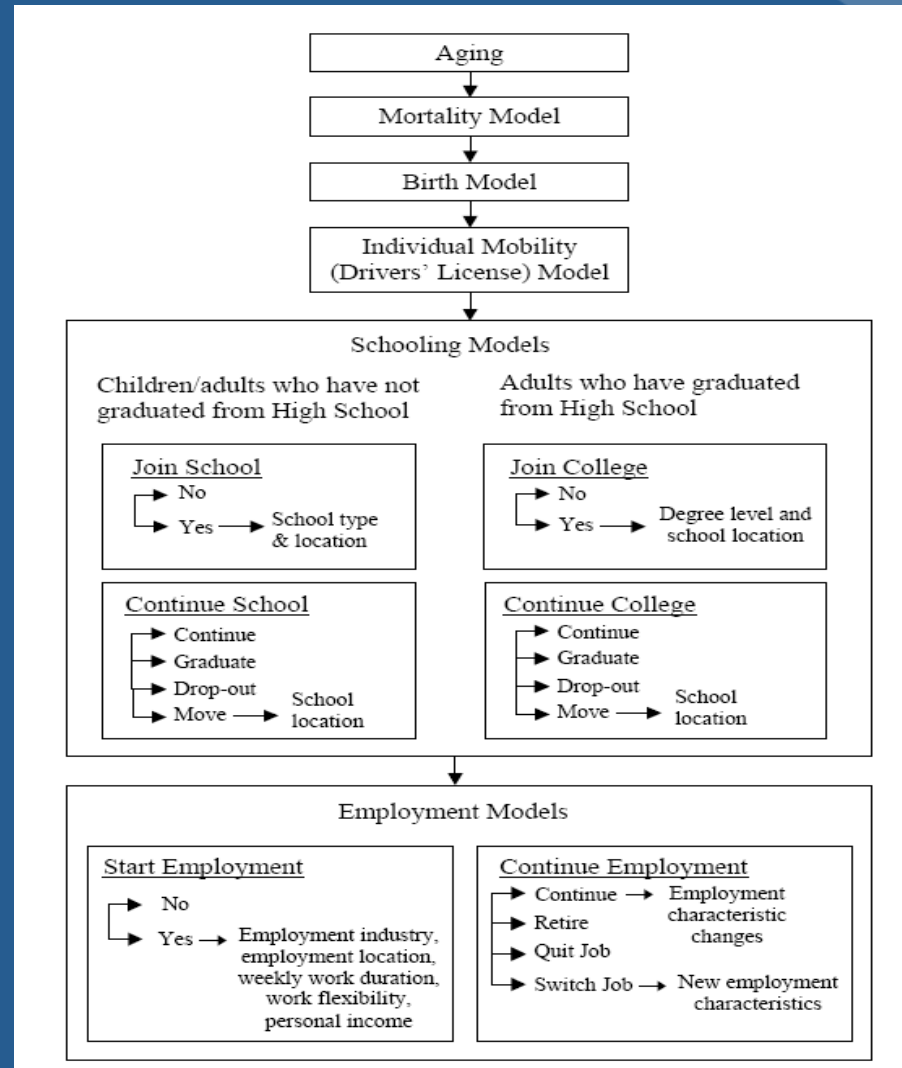 Aging
Mortality Model
Birth Model
Individual Mobility
(Drivers’ License) Model
Schooling Models
Children/adults who have not
graduated from High School
Join School
No
Yes
School type
& location
Continue School
Continue
Graduate
Drop-out
Move
School
location
Adults who have graduated
from High School
Join College
No
Yes
Degree level and
school location
Continue College
Continue
Graduate
Drop-out
Move
School
location
Employment Models
Start Employment
No
Yes
Employment industry,
employment location,
weekly work duration,
work flexibility,
personal income
Continue Employment
Continue
Employment
characteristic
changes
Retire
Quit Job
Switch Job
New employment
characteristics